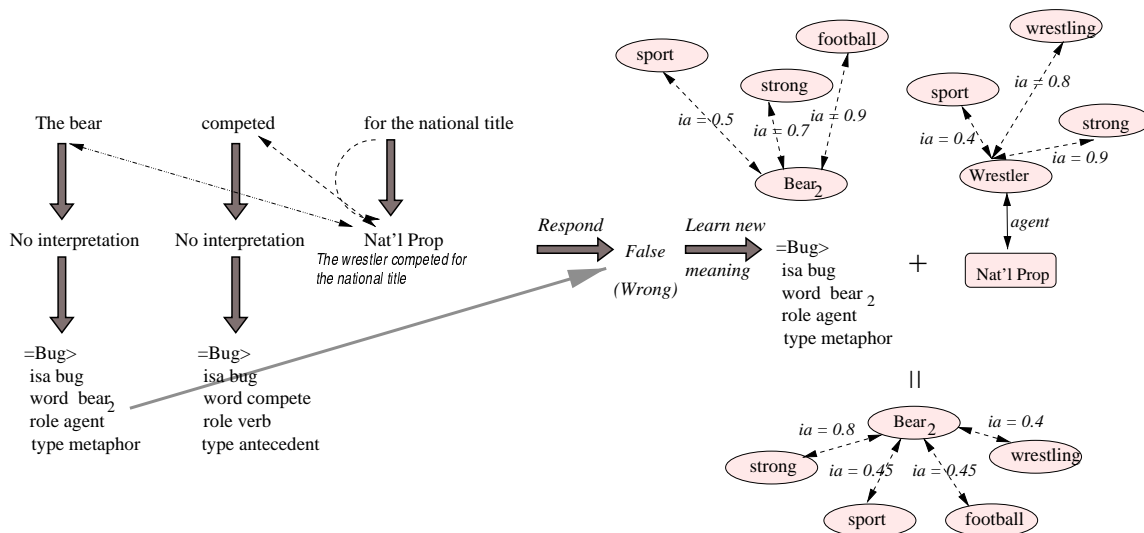 The bear
competed
for the national title
No interpretation
No interpretation
Nat'l Prop
The wrestler competed for
the national title
=Bug>
isa bug
word bear2
role agent
type metaphor
=Bug>
isa bug
word compete
role verb
type antecedent
Respond
False
(Wrong)
Learn new
meaning
sport
football
strong
ia = 0.5
ia = 0.7
ia = 0.9
Bear2
=Bug>
isa bug
word bear2
role agent
type metaphor
+
wrestling
sport
strong
ia = 0.8
ia = 0.4
ia = 0.9
Wrestler
agent
Nat'l Prop
=
Bear2
ia = 0.8
ia = 0.4
strong
wrestling
ia = 0.45
ia = 0.45
sport
football